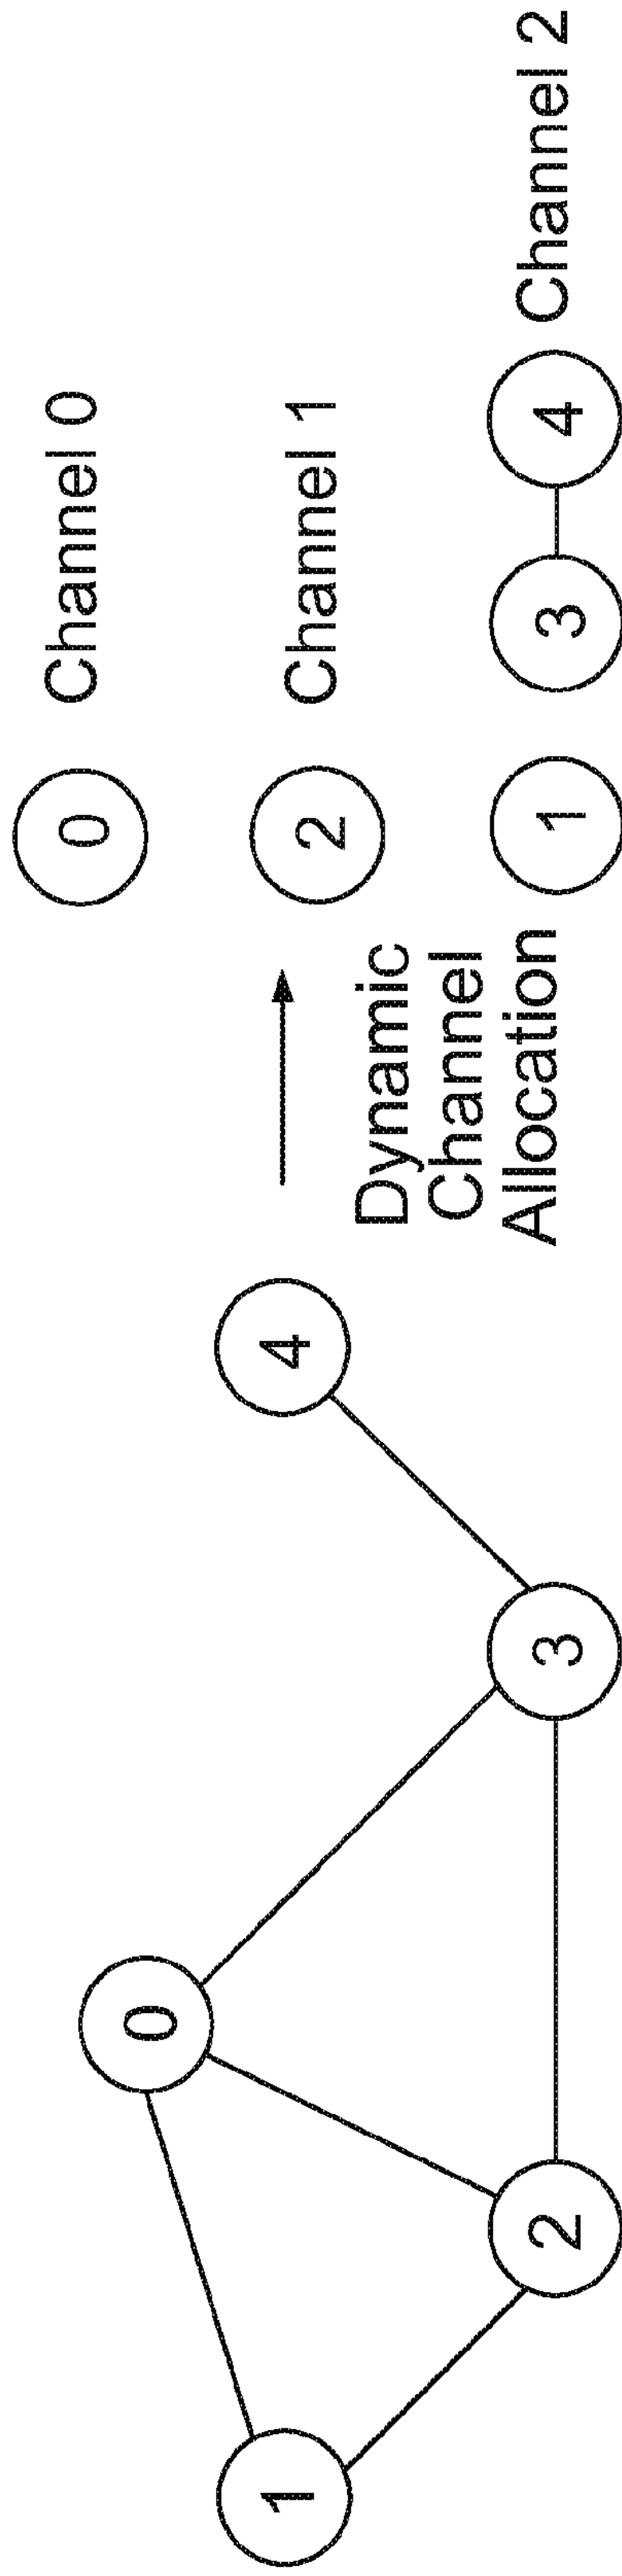 1
0
2
3
4
Dynamic
Channel
Allocation
0 Channel 0
2 Channel 1
1 3 4 Channel 2